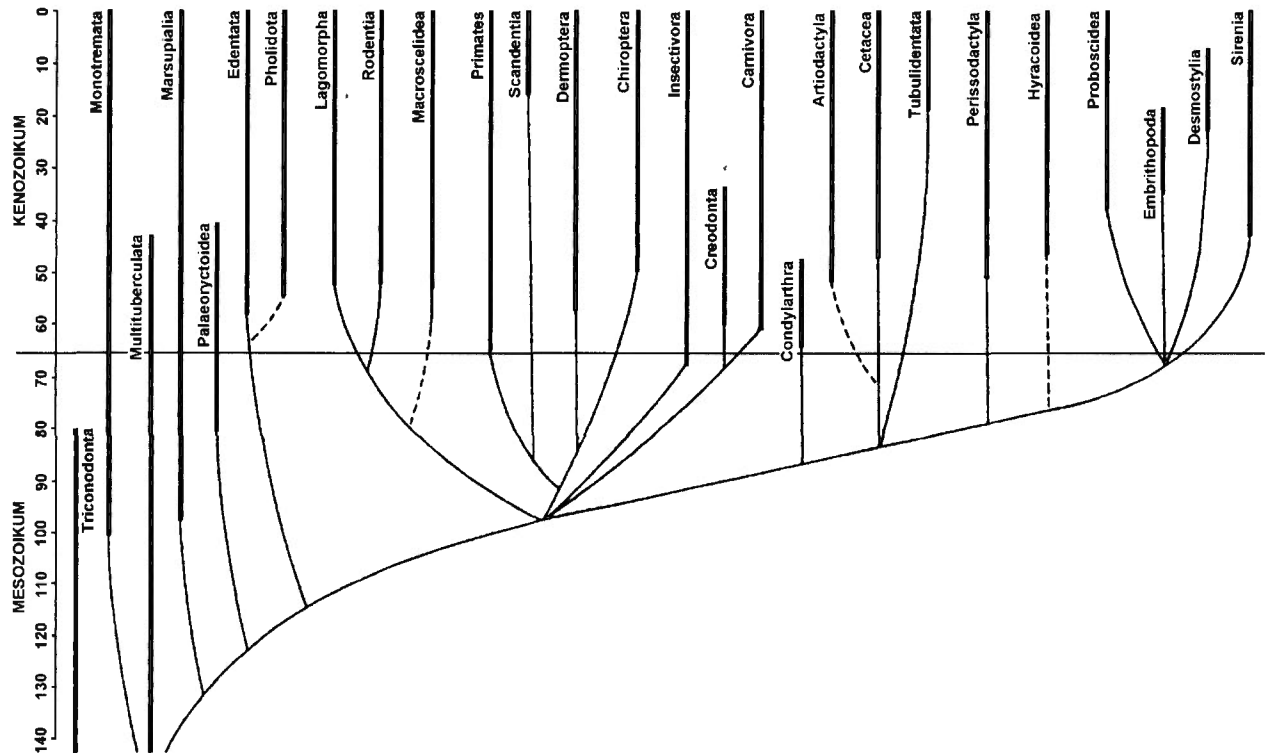 KENOZOIKUM
MESOZOIKUM
0
10
20
30
40
50
60
70
80
90
100
110
120
130
140
Triconodonta
Monotremata
Multituberculata
Marsupialia
Palaeoryctoidea
Edentata
Pholidota
Lagomorpha
Rodentia
Macroscelidea
Primates
Scandentia
Dermoptera
Chiroptera
Insectivora
Creodonta
Carnivora
Condylarthra
Artiodactyla
Cetacea
Tubulidentata
Perissodactyla
Hyracoidea
Proboscidea
Embrithopoda
Desmostylia
Sirenia